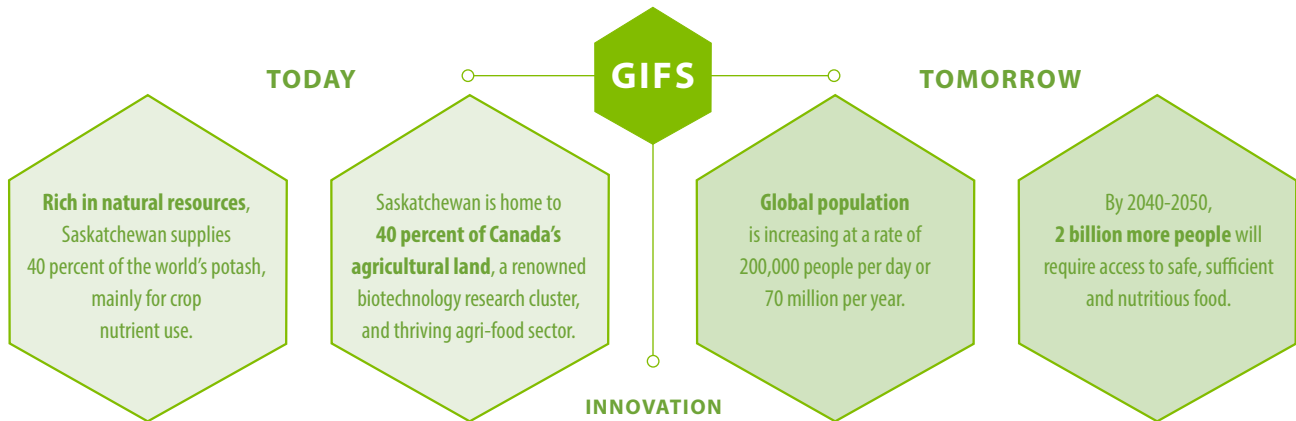 GIFS
TODAY
TOMORROW
Rich in natural resources,
Saskatchewan supplies
40 percent of the world’s potash,
mainly for crop
nutrient use.
Saskatchewan is home to
40 percent of Canada’s
agricultural land, a renowned
biotechnology research cluster,
and thriving agri-food sector.
Global population
is increasing at a rate of
200,000 people per day or
70 million per year.
By 2040-2050,
2 billion more people will
require access to safe, sufficient
and nutritious food.
INNOVATION